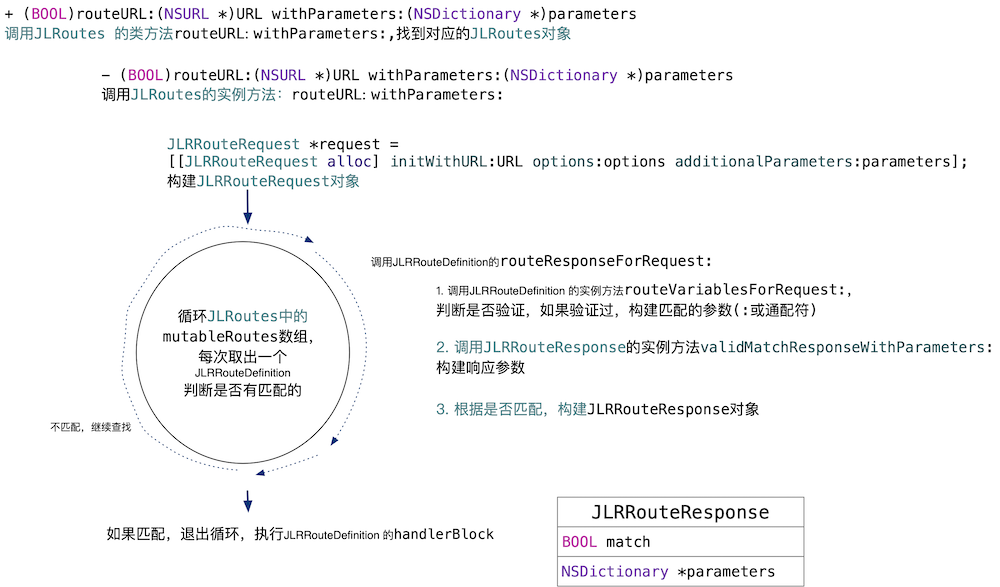 + (BOOL)routeURL:(NSURL *)URL withParameters:(NSDictionary *)parameters
调用JLRoutes 的类方法routeURL: withParameters:,找到对应的JLRoutes对象
- (BOOL)routeURL:(NSURL *)URL withParameters:(NSDictionary *)parameters
调用JLRoutes的实例方法：routeURL: withParameters:
JLRRouteRequest *request =
[[JLRRouteRequest alloc] initWithURL:URL options:options additionalParameters:parameters];
构建JLRRouteRequest对象
循环JLRoutes中的
mutableRoutes数组，
每次取出一个
JLRRouteDefinition
判断是否有匹配的
不匹配，继续查找
如果匹配，退出循环，执行JLRRouteDefinition 的handlerBlock
调用JLRRouteDefinition的routeResponseForRequest:
1. 调用JLRRouteDefinition 的实例方法routeVariablesForRequest:,
判断是否验证，如果验证过，构建匹配的参数(:或通配符)
2. 调用JLRRouteResponse的实例方法validMatchResponseWithParameters:
构建响应参数
3. 根据是否匹配，构建JLRRouteResponse对象
JLRRouteResponse
BOOL match
NSDictionary *parameters